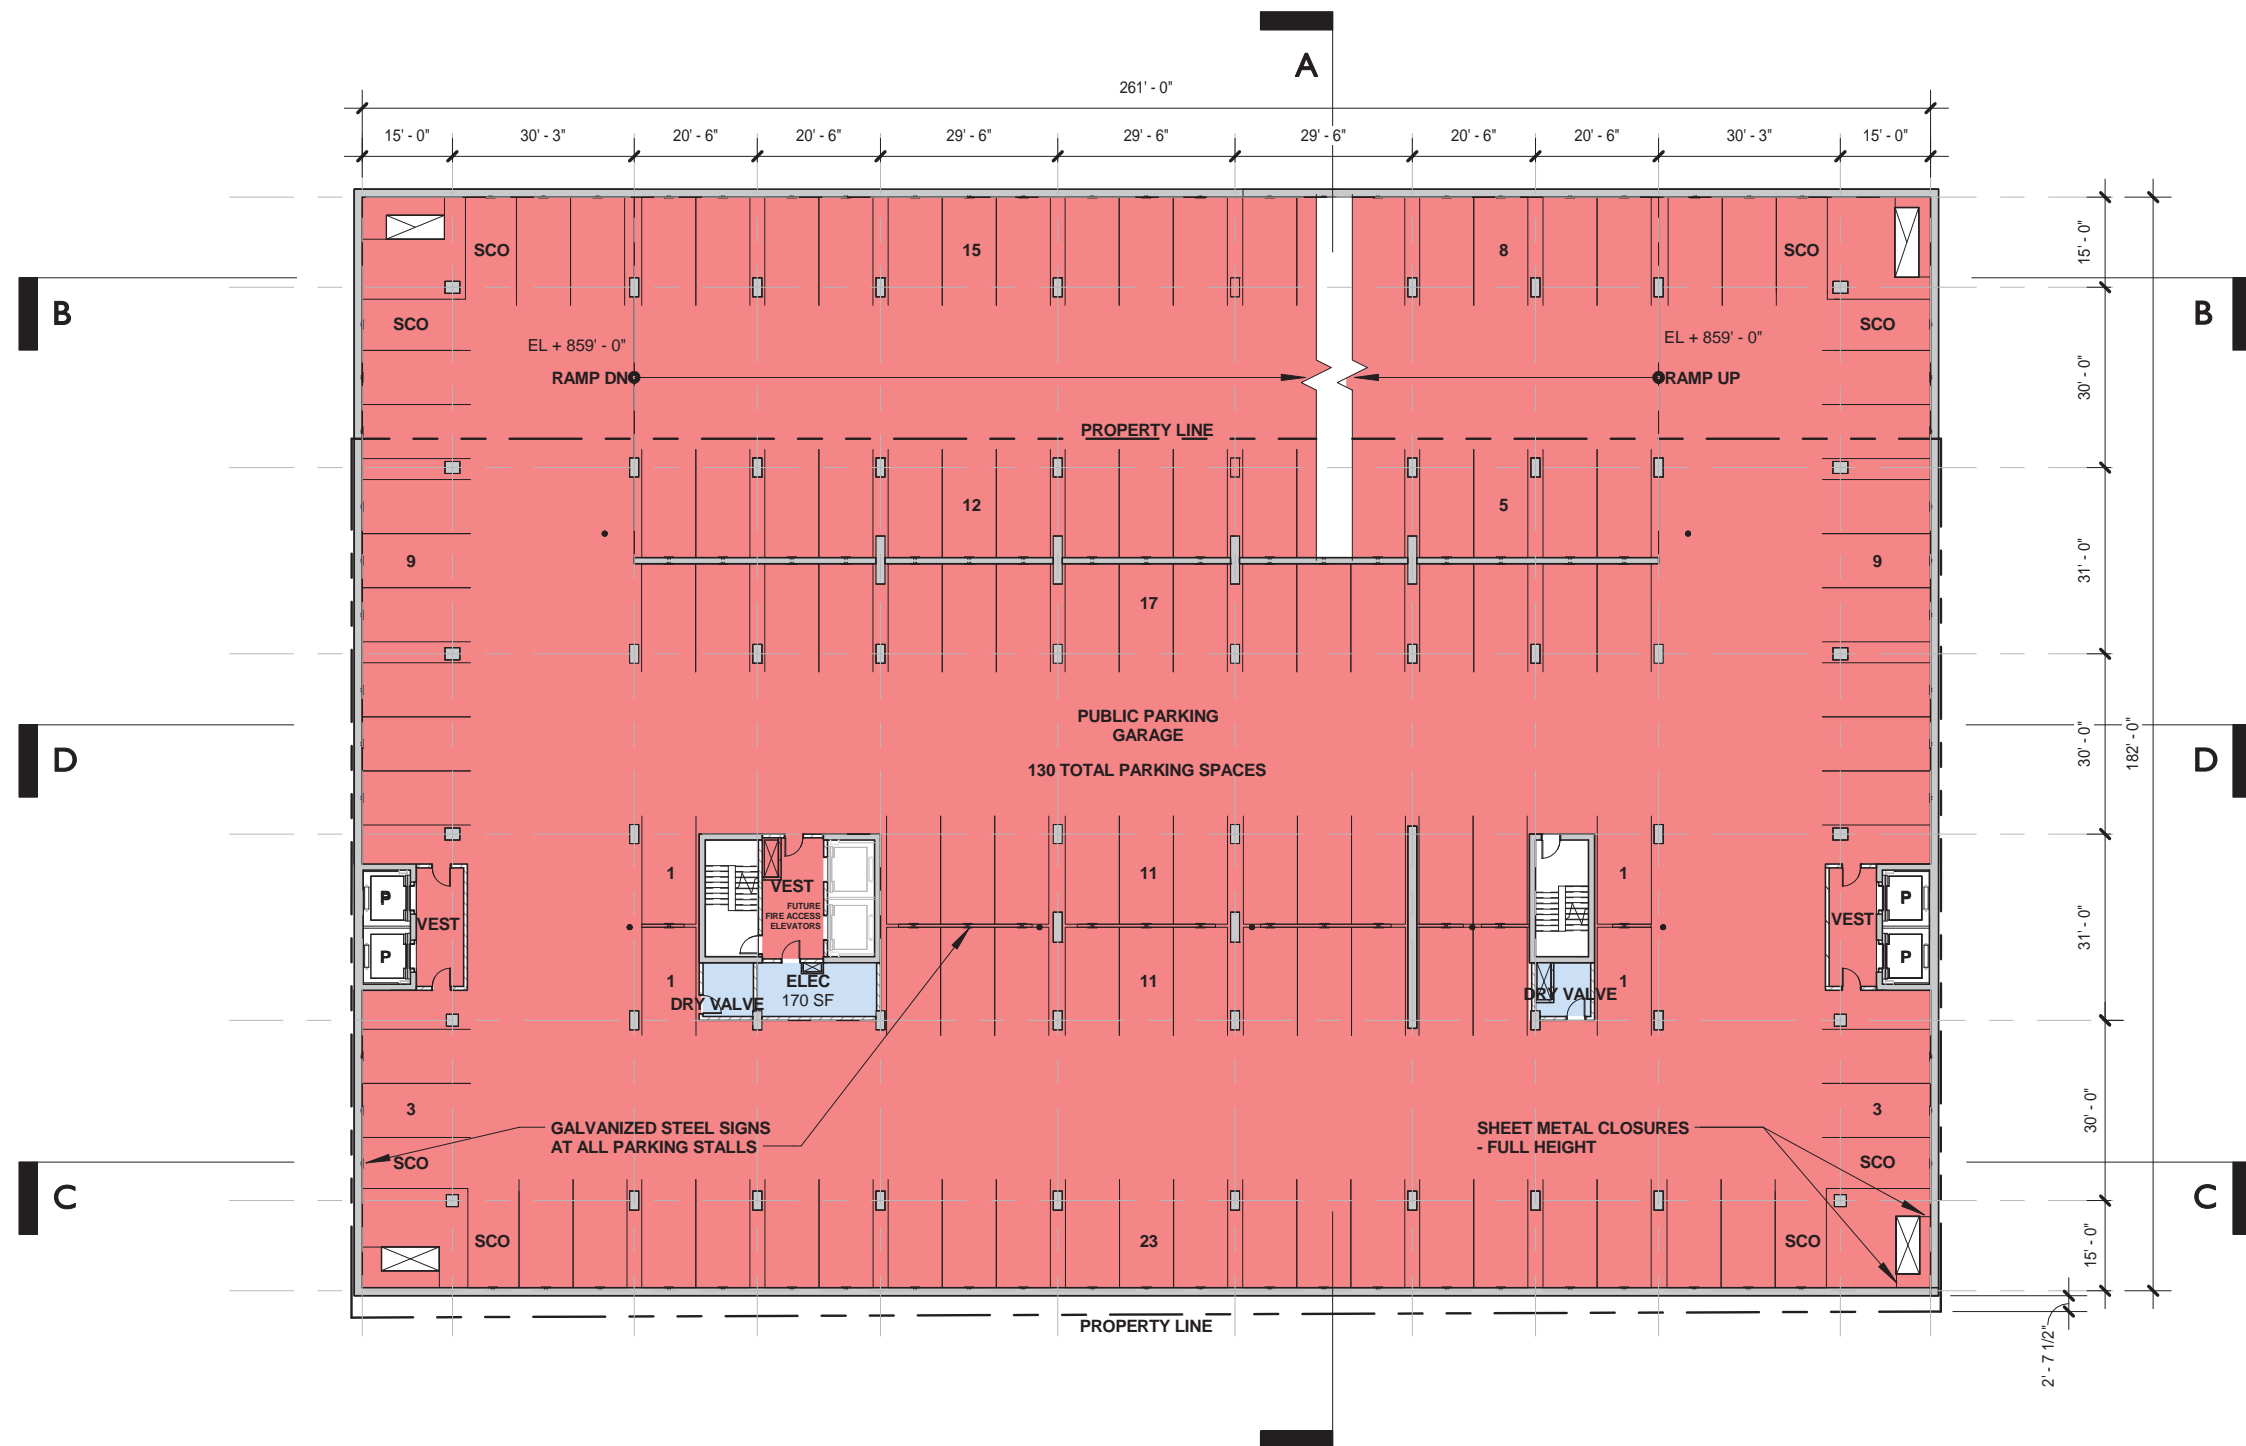 A
261' - 0"
15' - 0"
30' - 3"
20' - 6"
20' - 6"
29' - 6"
29' - 6"
29' - 6"
20' - 6"
20' - 6"
30' - 3"
15' - 0"
SCO
15
8
SCO
15' - 0"
B
SCO
SCO
B
EL + 859' - 0"
EL + 859' - 0"
RAMP DN
RAMP UP
30' - 0"
PROPERTY LINE
12
5
9
9
31' - 0"
17
PUBLIC PARKING
GARAGE
130 TOTAL PARKING SPACES
D
D
30' - 0"
182' - 0"
1
VEST
FUTURE
FIRE ACCESS
ELEVATORS
11
1
P
VEST
P
VEST
P
P
31' - 0"
1
DRY VALVE
ELEC
170 SF
11
DRY VALVE
1
3
3
30' - 0"
GALVANIZED STEEL SIGNS
AT ALL PARKING STALLS
SHEET METAL CLOSURES
- FULL HEIGHT
SCO
SCO
C
C
SCO
23
SCO
15' - 0"
PROPERTY LINE
2' - 7 1/2"